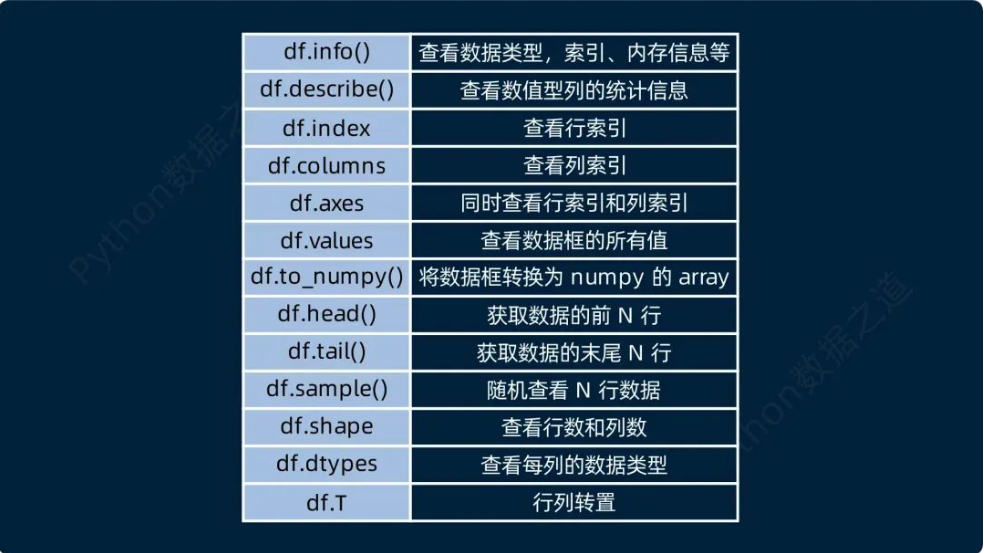 df.info() 查看数据类型，索引、内存信息等
df.describe() 查看数值型列的统计信息
df.index 查看行索引
df.columns 查看列索引
df.axes 同时查看行索引和列索引
df.values 查看数据框的所有值
df.to_numpy() 将数据框转换为 numpy 的 array
df.head() 获取数据的前 N 行
df.tail() 获取数据的末尾 N 行
df.sample() 随机查看 N 行数据
df.shape 查看行数和列数
df.dtypes 查看每列的数据类型
df.T 行列转置
Python数据之
thon数据之道